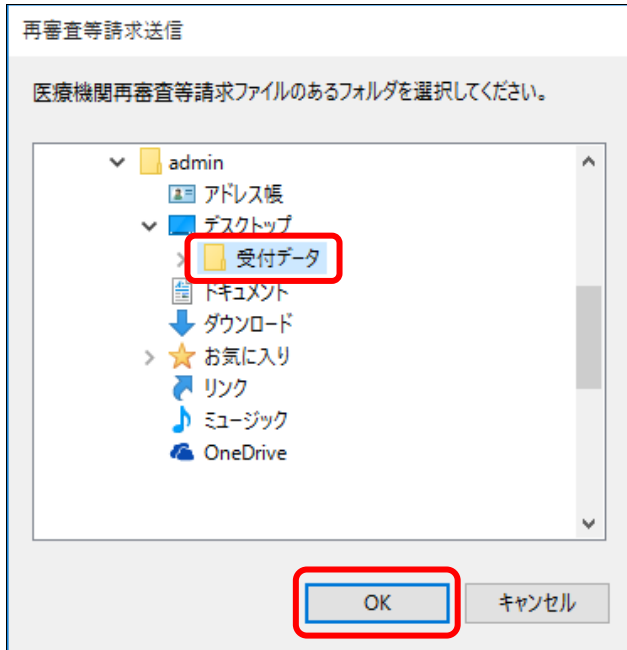 再審査等請求送信
医療機関再審査等請求ファイルのあるフォルダを選択してください。
admin
アドレス帳
デスクトップ
受付データ
ドキュメント
ダウンロード
お気に入り
リンク
ミュージック
OneDrive
OK キャンセル